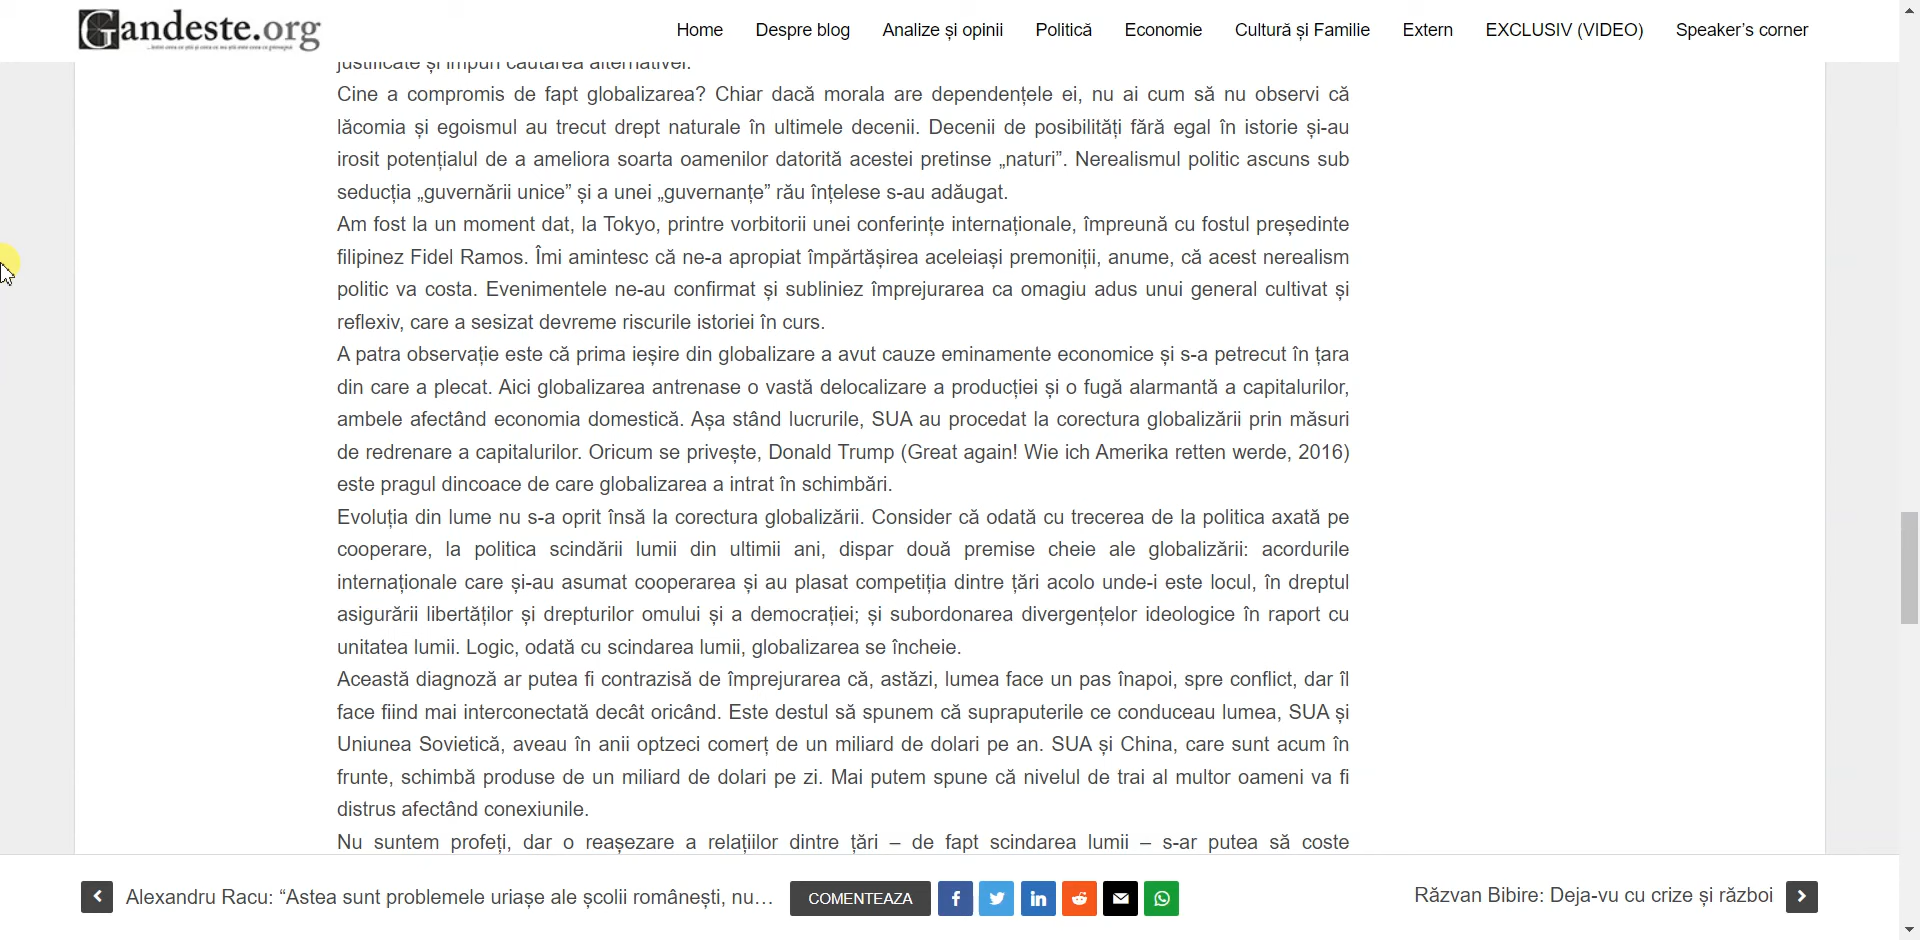 Gandeste.org
Home Despre blog Analize și opinii Politică Economie Cultură și Familie Extern EXCLUSIV (VIDEO) Speaker's corner
justificate și impun căutarea alternativei.
Cine a compromis de fapt globalizarea? Chiar dacă morala are dependențele ei, nu ai cum să nu observi că
lăcomia și egoismul au trecut drept naturale în ultimele decenii. Decenii de posibilități fără egal în istorie și-au
irosit potențialul de a ameliora soarta oamenilor datorită acestei pretinse „naturi”. Nerealismul politic ascuns sub
seducția „guvernării unice” și a unei „guvernanțe” rău înțelese s-au adăugat.
Am fost la un moment dat, la Tokyo, printre vorbitorii unei conferințe internaționale, împreună cu fostul președinte
filipinez Fidel Ramos. Îmi amintesc că ne-a apropiat împărtășirea aceleiași premoniții, anume, că acest nerealism
politic va costa. Evenimentele ne-au confirmat și subliniez împrejurarea ca omagiu adus unui general cultivat și
reflexiv, care a sesizat devreme riscurile istoriei în curs.
A patra observație este că prima ieșire din globalizare a avut cauze eminamente economice și s-a petrecut în țara
din care a plecat. Aici globalizarea antrenase o vastă delocalizare a producției și o fugă alarmantă a capitalurilor,
ambele afectând economia domestică. Așa stând lucrurile, SUA au procedat la corectura globalizării prin măsuri
de redrenare a capitalurilor. Oricum se privește, Donald Trump (Great again! Wie ich Amerika retten werde, 2016)
este pragul dincoace de care globalizarea a intrat în schimbări.
Evoluția din lume nu s-a oprit însă la corectura globalizării. Consider că odată cu trecerea de la politica axată pe
cooperare, la politica scindării lumii din ultimii ani, dispar două premise cheie ale globalizării: acordurile
internaționale care și-au asumat cooperarea și au plasat competiția dintre țări acolo unde-i este locul, în dreptul
asigurării libertăților și drepturilor omului și a democrației; și subordonarea divergențelor ideologice în raport cu
unitatea lumii. Logic, odată cu scindarea lumii, globalizarea se încheie.
Această diagnoză ar putea fi contrazisă de împrejurarea că, astăzi, lumea face un pas înapoi, spre conflict, dar îl
face fiind mai interconectată decât oricând. Este destul să spunem că supraputerile ce conduceau lumea, SUA și
Uniunea Sovietică, aveau în anii optzeci comerț de un miliard de dolari pe an. SUA și China, care sunt acum în
frunte, schimbă produse de un miliard de dolari pe zi. Mai putem spune că nivelul de trai al multor oameni va fi
distrus afectând conexiunile.
Nu suntem profeți, dar o reașezare a relațiilor dintre țări – de fapt scindarea lumii – s-ar putea să coste
Alexandru Racu: “Astea sunt problemele uriașe ale școlii românești, nu... COMENTEAZA Răzvan Bibire: Deja-vu cu crize și război